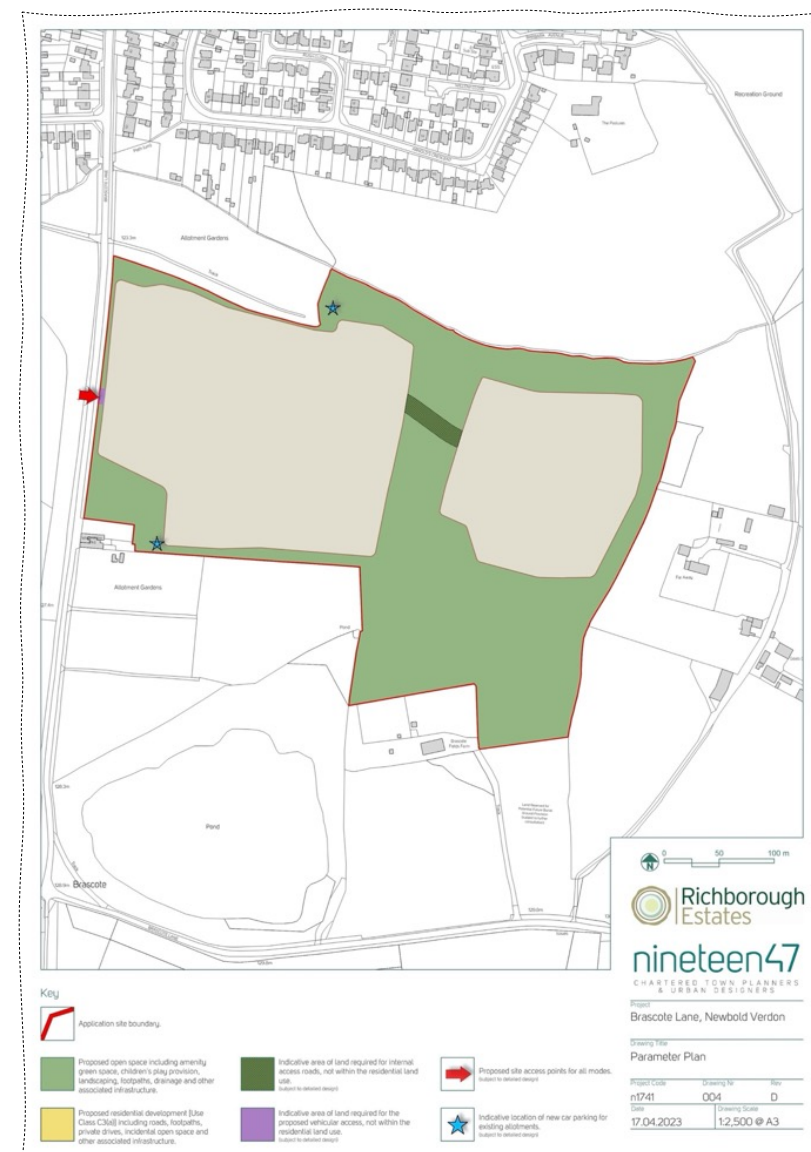 Recreation Ground
Allotment Gardens
Track
Allotment Gardens
Pond
Brascote
Fields Farm
Pond
Brascote
0 50 100 m
N
Richborough
Estates
nineteen47
CHARTERED TOWN PLANNERS
& URBAN DESIGNERS
Project
Brascote Lane, Newbold Verdon
Drawing Title
Parameter Plan
Project Code Drawing Nr Rev
n1741 004 D
Date Drawing Scale
17.04.2023 1:2,500 @ A3
Key
Application site boundary.
Proposed open space including amenity
green space, children's play provision,
landscaping, footpaths, drainage and other
associated infrastructure.
Proposed residential development [Use
Class C3(a)] including roads, footpaths,
private drives, incidental open space and
other associated infrastructure.
Indicative area of land required for internal
access roads, not within the residential land
use.
Subject to detailed design)
Indicative area of land required for the
proposed vehicular access, not within the
residential land use.
(Subject to detailed design)
Proposed site access points for all modes.
(Subject to detailed design)
Indicative location of new car parking for
existing allotments.
(Subject to detailed design)